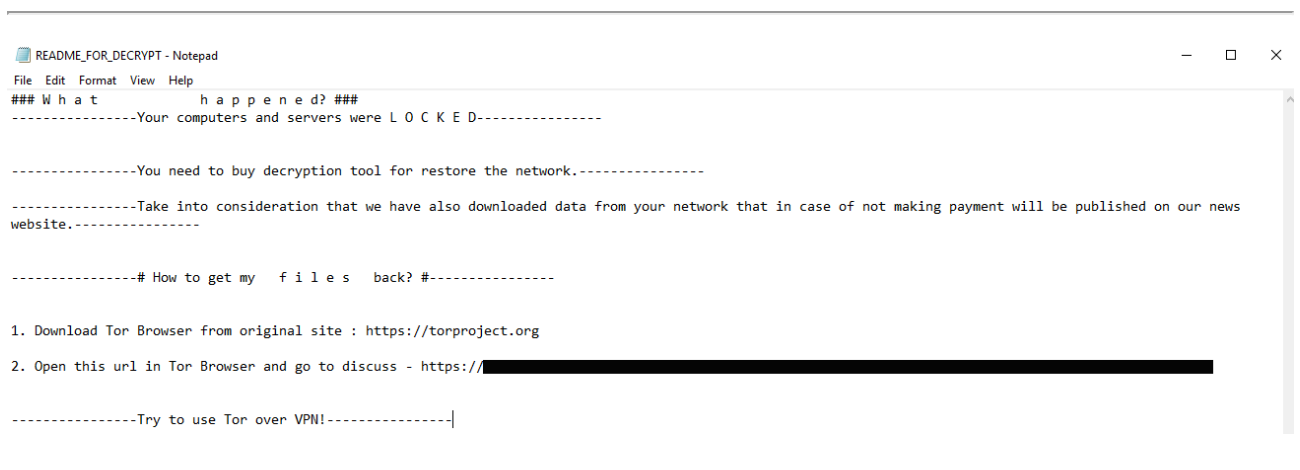 README_FOR_DECRYPT - Notepad
File Edit Format View Help
### W h a t             h a p p e n e d? ###
----------------Your computers and servers were L O C K E D----------------
----------------You need to buy decryption tool for restore the network.----------------
----------------Take into consideration that we have also downloaded data from your network that in case of not making payment will be published on our news
website.----------------
----------------# How to get my   f i l e s   back? #----------------
1. Download Tor Browser from original site : https://torproject.org
2. Open this url in Tor Browser and go to discuss - https://
----------------Try to use Tor over VPN!----------------